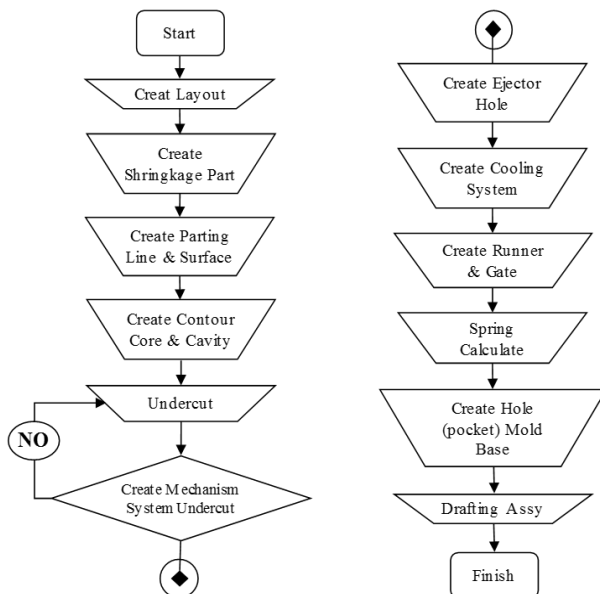 Start
Creat Layout
Create
Shringkage Part
Create Parting
Line & Surface
Create Contour
Core & Cavity
Undercut
NO
Create Mechanism
System Undercut
Create Ejector
Hole
Create Cooling
System
Create Runner
& Gate
Spring
Calculate
Create Hole
(pocket) Mold
Base
Drafting Assy
Finish